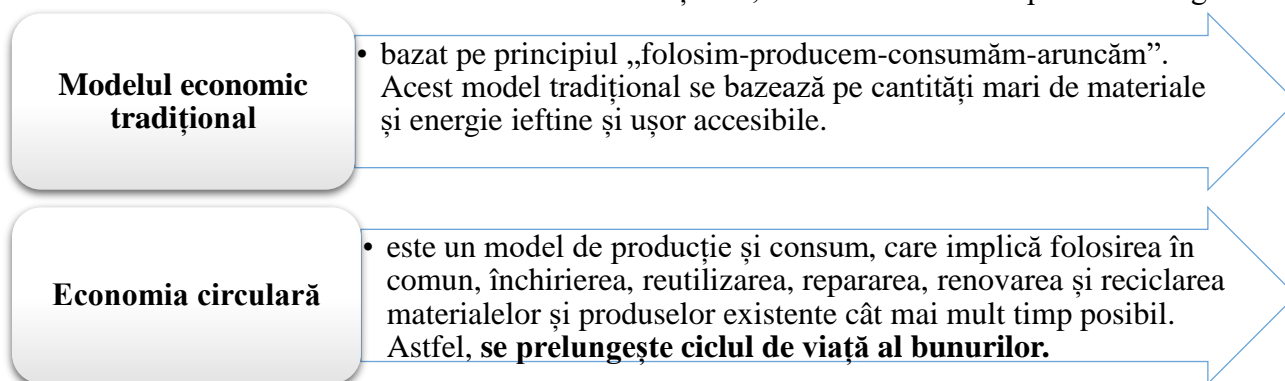 Modelul economic
tradițional
• bazat pe principiul „folosim-producem-consumăm-aruncăm”.
Acest model tradițional se bazează pe cantități mari de materiale
și energie ieftine și ușor accesibile.
Economia circulară
• este un model de producție și consum, care implică folosirea în
comun, închirierea, reutilizarea, repararea, renovarea și reciclarea
materialelor și produselor existente cât mai mult timp posibil.
Astfel, se prelungește ciclul de viață al bunurilor.